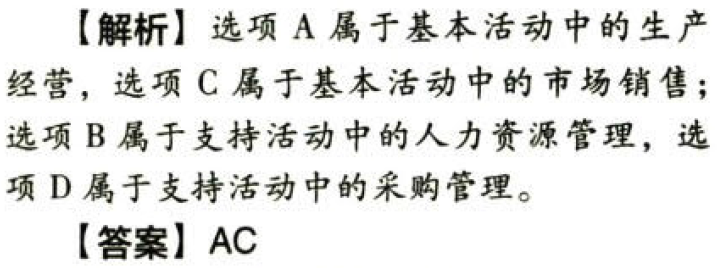 【解析】选项 A 属于基本活动中的生产
经营，选项 C 属于基本活动中的市场销售；
选项 B 属于支持活动中的人力资源管理，选
项 D 属于支持活动中的采购管理。
【答案】AC